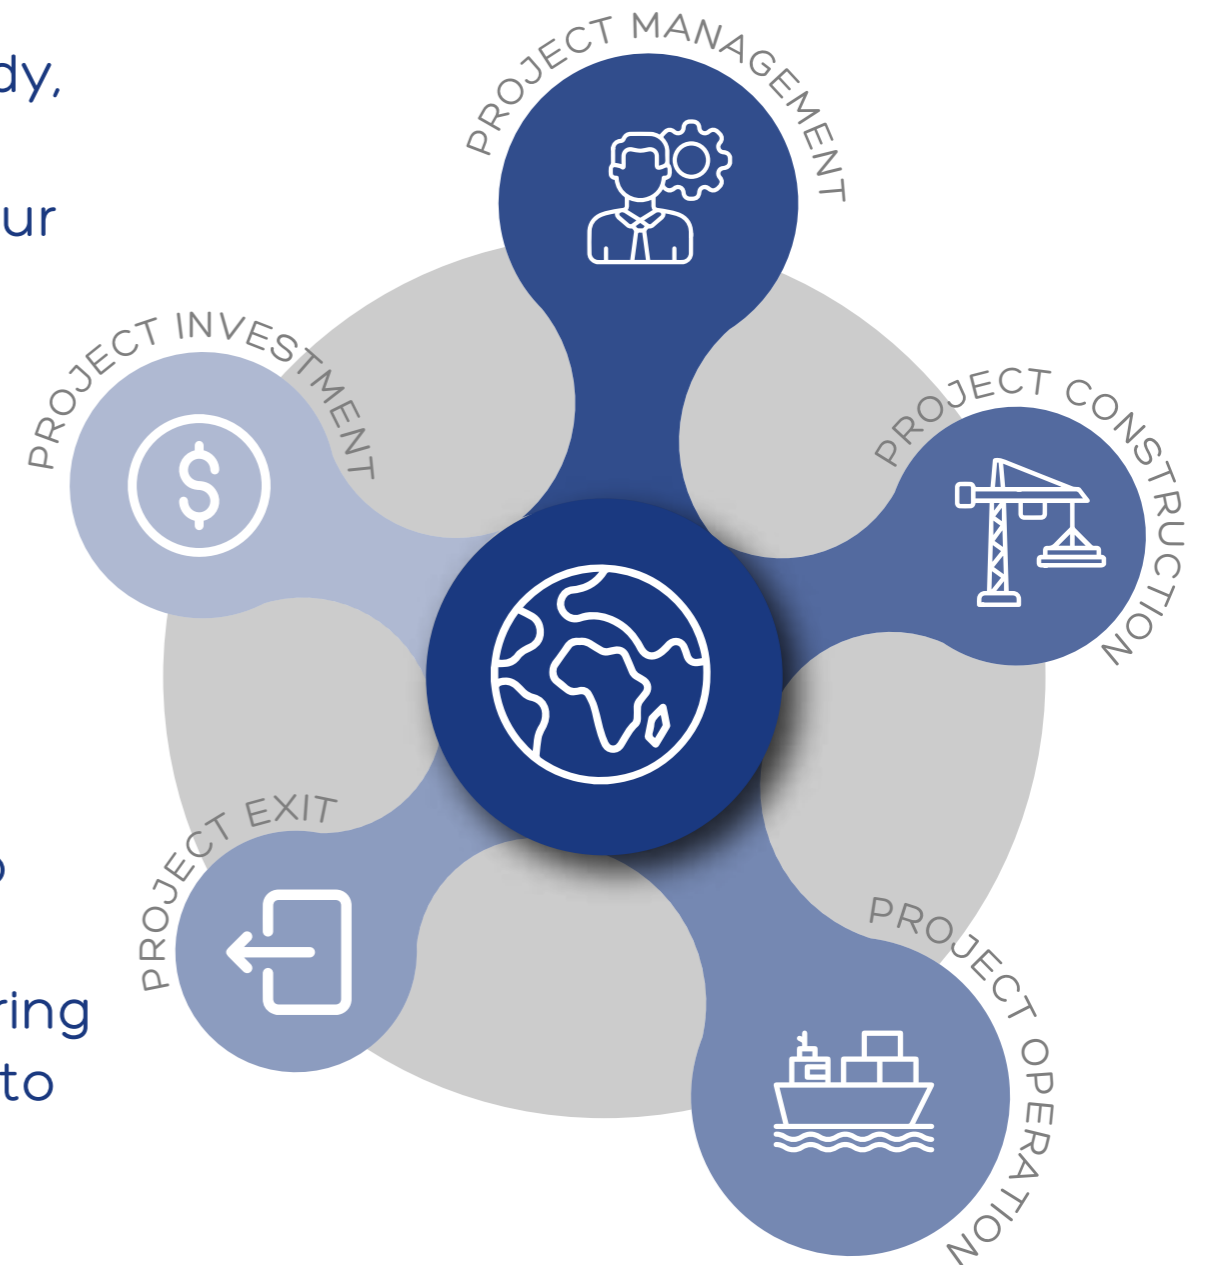 dy,
ur
ring
to
PROJECT MANAGEMENT
PROJECT CONSTRUCTION
PROJECT OPERATION
PROJECT EXIT
PROJECT INVESTMENT